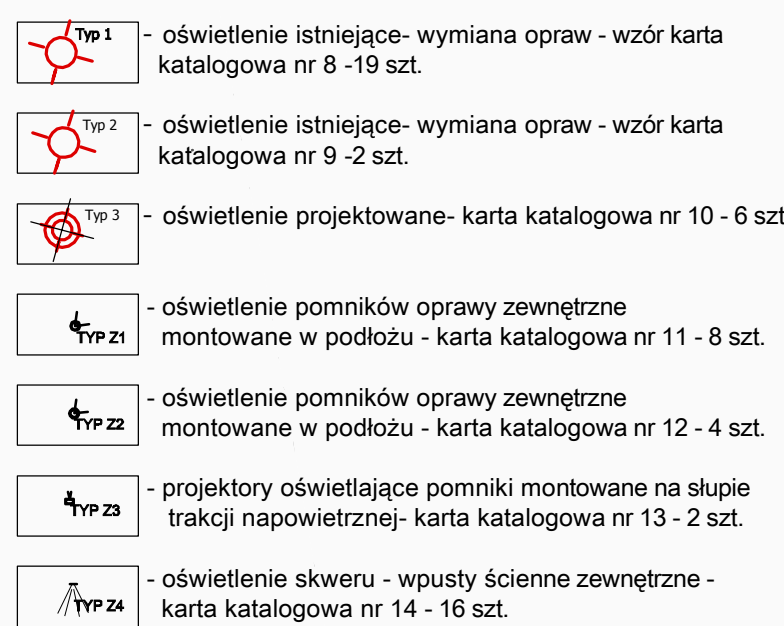 Typ 1 - oświetlenie istniejące- wymiana opraw - wzór karta
katalogowa nr 8 -19 szt.
Typ 2 - oświetlenie istniejące- wymiana opraw - wzór karta
katalogowa nr 9 -2 szt.
Typ 3 - oświetlenie projektowane- karta katalogowa nr 10 - 6 szt
- oświetlenie pomników oprawy zewnętrzne
TYP Z1 montowane w podłożu - karta katalogowa nr 11 - 8 szt.
- oświetlenie pomników oprawy zewnętrzne
TYP Z2 montowane w podłożu - karta katalogowa nr 12 - 4 szt.
- projektory oświetlające pomniki montowane na słupie
TYP Z3 trakcji napowietrznej- karta katalogowa nr 13 - 2 szt.
- oświetlenie skweru - wpusty ścienne zewnętrzne -
TYP Z4 karta katalogowa nr 14 - 16 szt.